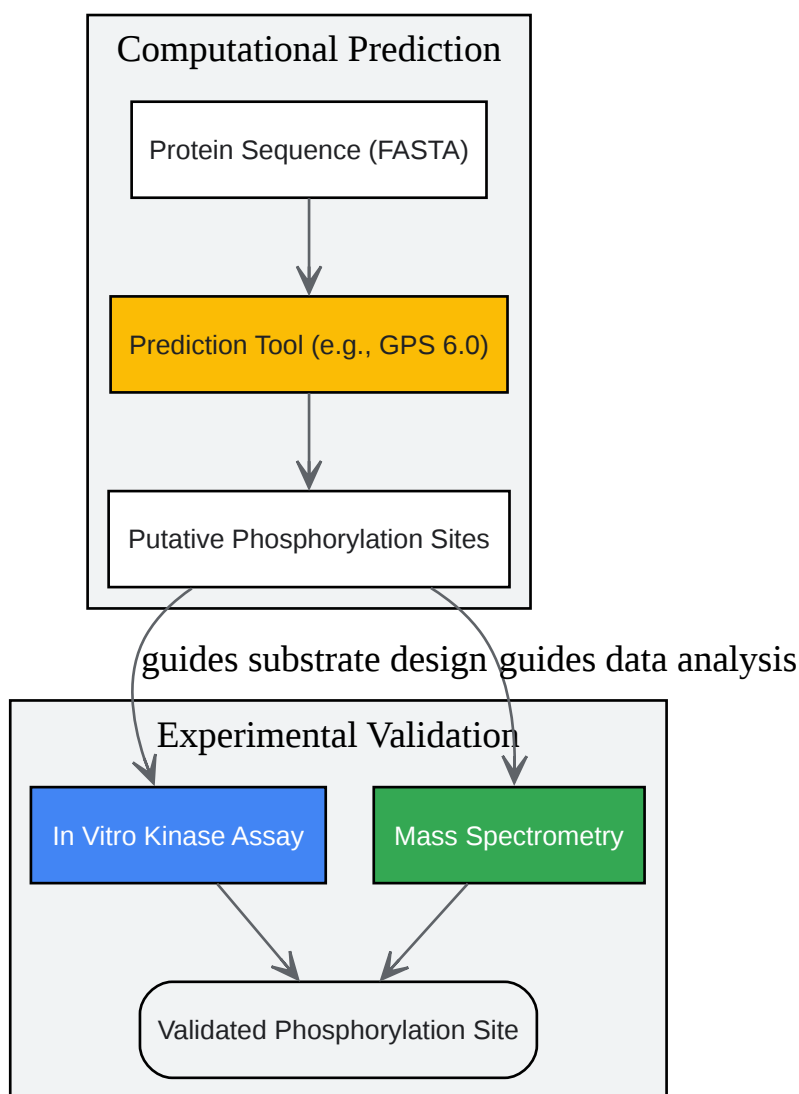 Computational Prediction
Protein Sequence (FASTA)
Prediction Tool (e.g., GPS 6.0)
Putative Phosphorylation Sites
guides substrate design
guides data analysis
Experimental Validation
In Vitro Kinase Assay
Mass Spectrometry
Validated Phosphorylation Site